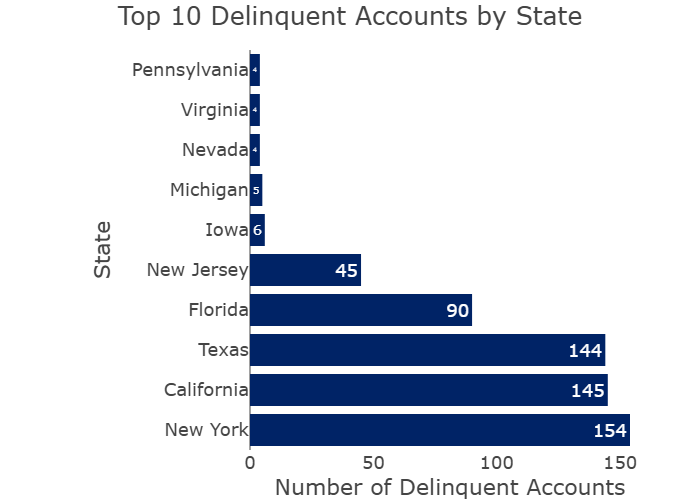 Top 10 Delinquent Accounts by State
Pennsylvania 4
Virginia 4
Nevada 4
Michigan 5
Iowa 6
New Jersey 45
Florida 90
Texas 144
California 145
New York 154
State
0 50 100 150
Number of Delinquent Accounts